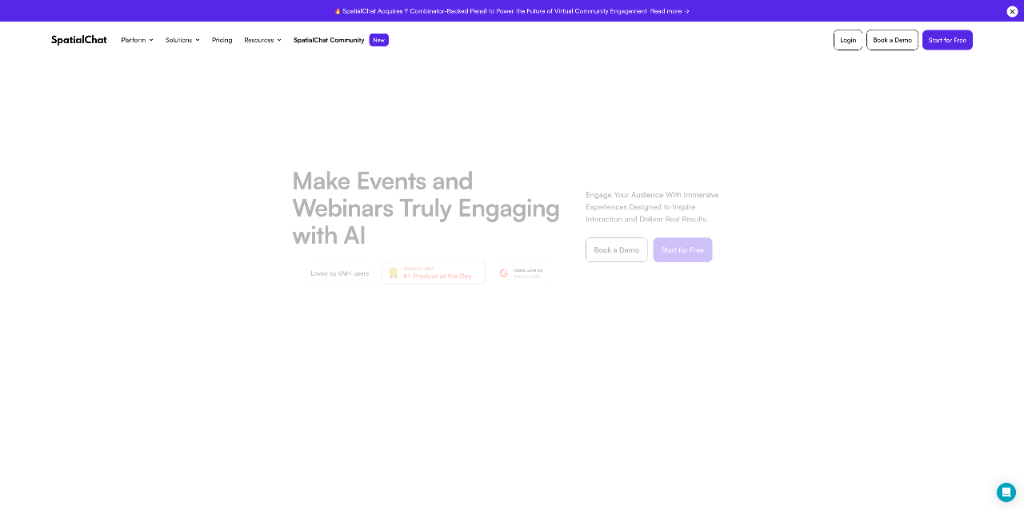 🔥 SpatialChat Acquires Y Combinator-Backed Pensil to Power the Future of Virtual Community Engagement Read more →
SpatialChat
Platform
Solutions
Pricing
Resources
SpatialChat Community
New
Login
Book a Demo
Start for Free
Make Events and
Webinars Truly Engaging
with AI
Engage Your Audience With Immersive
Experiences Designed to Inspire
Interaction and Deliver Real Results.
Book a Demo
Start for Free
Loved by 6M+ users
PRODUCT HUNT
#1 Product of the Day
Users Love Us